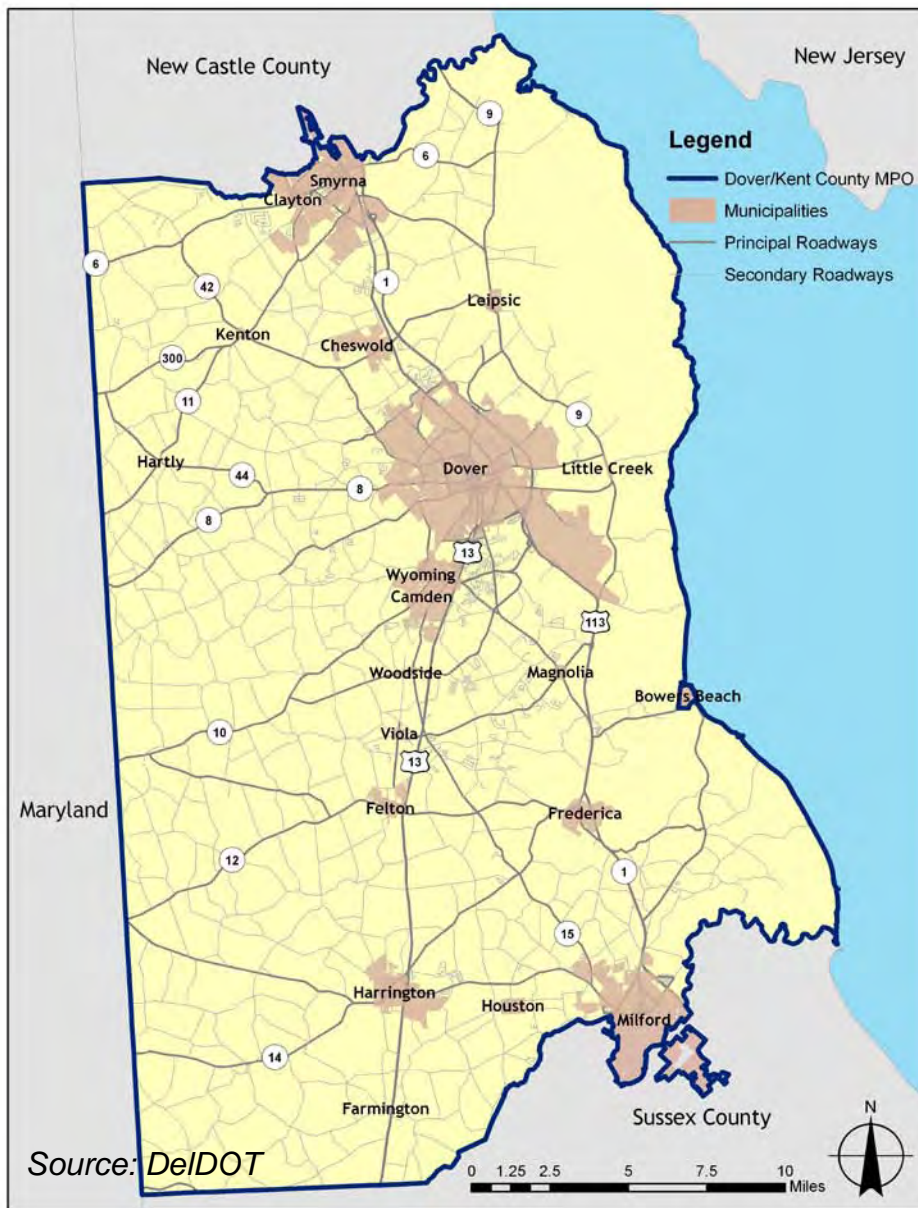 New Castle County
New Jersey
9
Legend
6
Dover/Kent County MPO
Smyrna
Clayton
Municipalities
Principal Roadways
6
Secondary Roadways
1
42
Leipsic
Kenton
Cheswold
300
11
9
Hartly
Dover
Little Creek
44
8
8
13
Wyoming
Camden
113
Woodside
Magnolia
Bowers Beach
10
Viola
13
Maryland
Felton
Frederica
12
1
15
Harrington
Houston
Milford
14
Farmington
Sussex County
N
Source: DelDOT
0 1.25 2.5 5 7.5 10
Miles